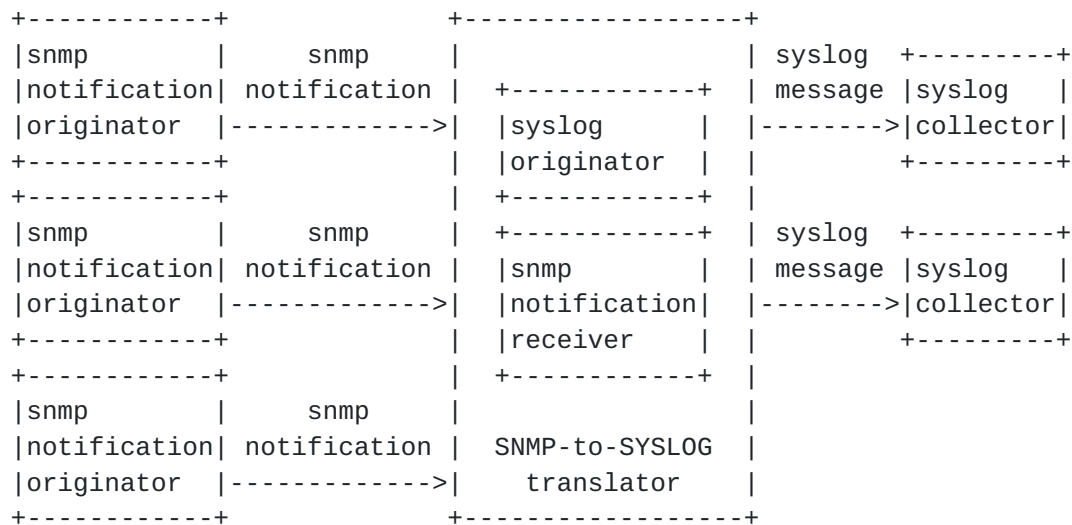 +------------+               +------------------+
|snmp        |     snmp      |                  | syslog  +---------+
|notification| notification  |  +------------+  | message |syslog   |
|originator  |-------------->|  |syslog      |  |-------->|collector|
+------------+               |  |originator  |  |         +---------+
+------------+               |  +------------+  |
|snmp        |     snmp      |  +------------+  | syslog  +---------+
|notification| notification  |  |snmp        |  | message |syslog   |
|originator  |-------------->|  |notification|  |-------->|collector|
+------------+               |  |receiver    |  |         +---------+
+------------+               |  +------------+  |
|snmp        |     snmp      |                  |
|notification| notification  |  SNMP-to-SYSLOG  |
|originator  |-------------->|    translator    |
+------------+               +------------------+